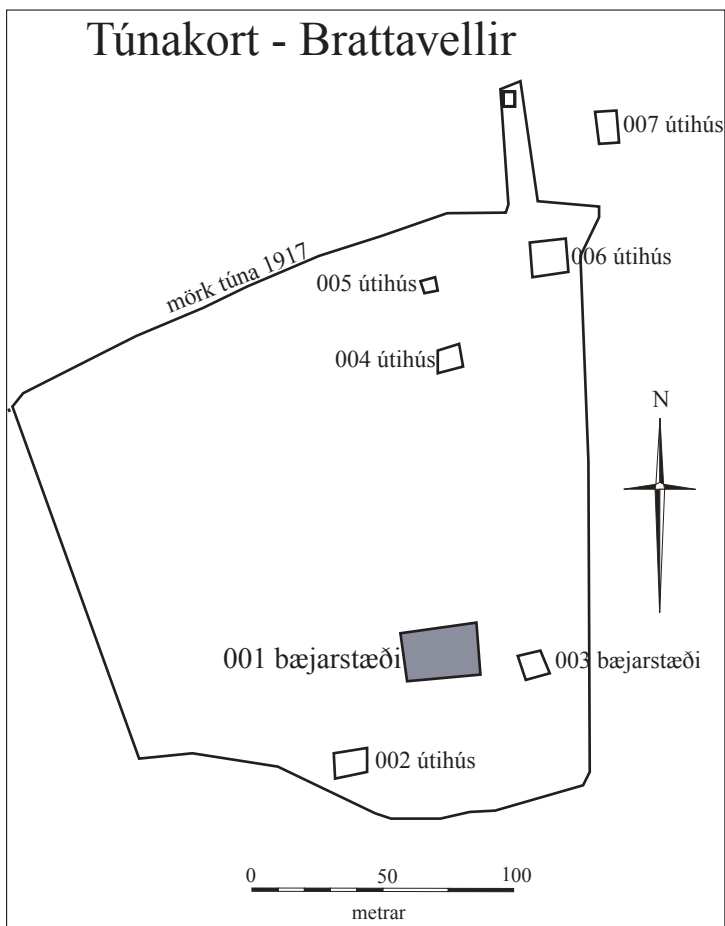 Túnakort - Brattavellir
007 útihús
mörk túna 1917
006 útihús
005 útihús
004 útihús
N
001 bæjarstæði
003 bæjarstæði
002 útihús
0 50 100
metrar